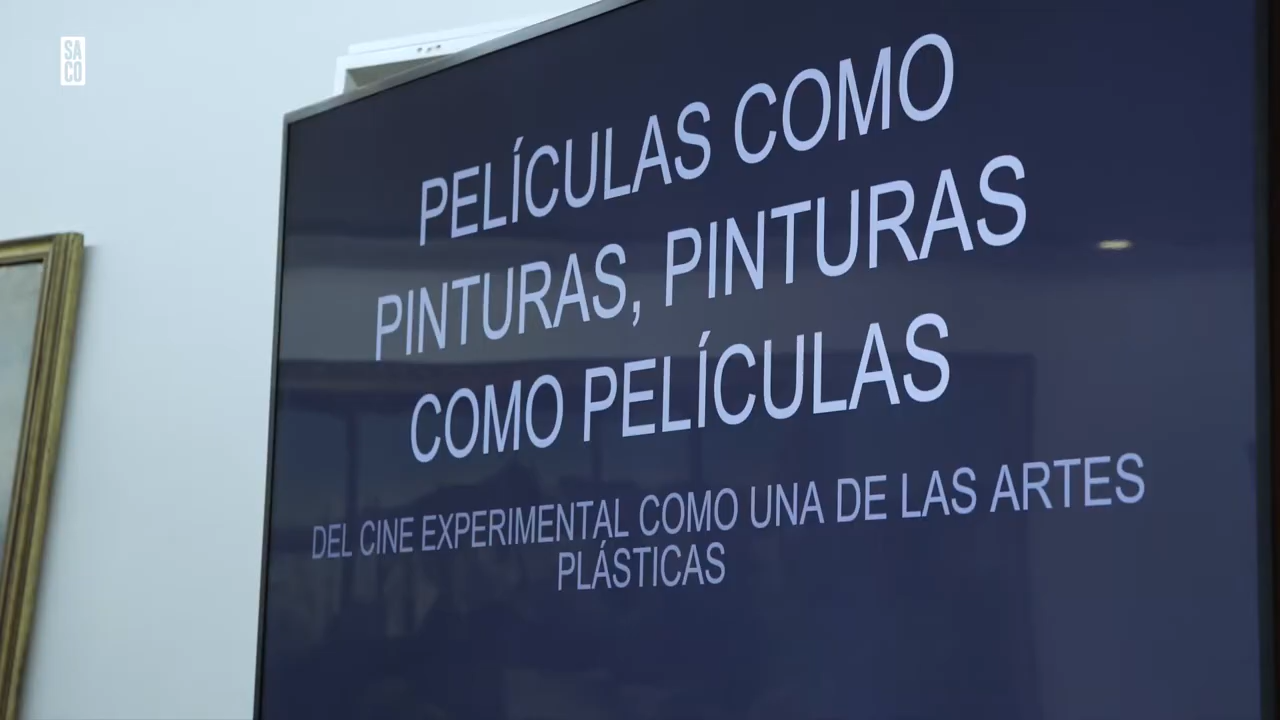 SA
CO
PELÍCULAS COMO
PINTURAS, PINTURAS
COMO PELÍCULAS
DEL CINE EXPERIMENTAL COMO UNA DE LAS ARTES
PLÁSTICAS